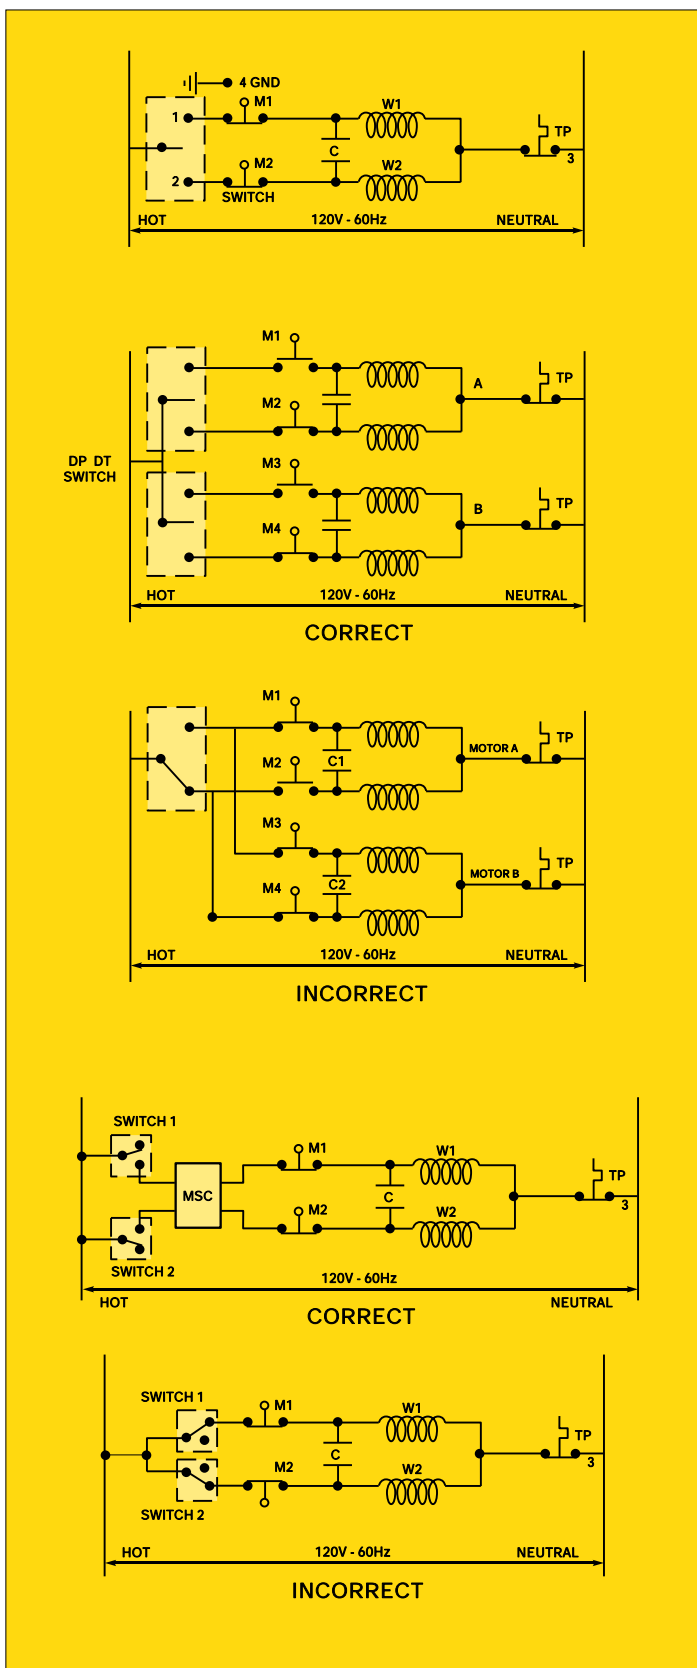 4 GND
M1
W1
1
C
TP
3
M2
W2
2
SWITCH
HOT
120V - 60Hz
NEUTRAL
M1
A
TP
M2
DP DT
SWITCH
M3
B
TP
M4
HOT
120V - 60Hz
NEUTRAL
CORRECT
M1
MOTOR A
TP
M2
C1
M3
MOTOR B
TP
M4
C2
HOT
120V - 60Hz
NEUTRAL
INCORRECT
SWITCH 1
M1
W1
MSC
C
TP
3
M2
W2
SWITCH 2
120V - 60Hz
HOT
NEUTRAL
CORRECT
SWITCH 1
M1
W1
C
TP
3
M2
W2
SWITCH 2
HOT
120V - 60Hz
NEUTRAL
INCORRECT